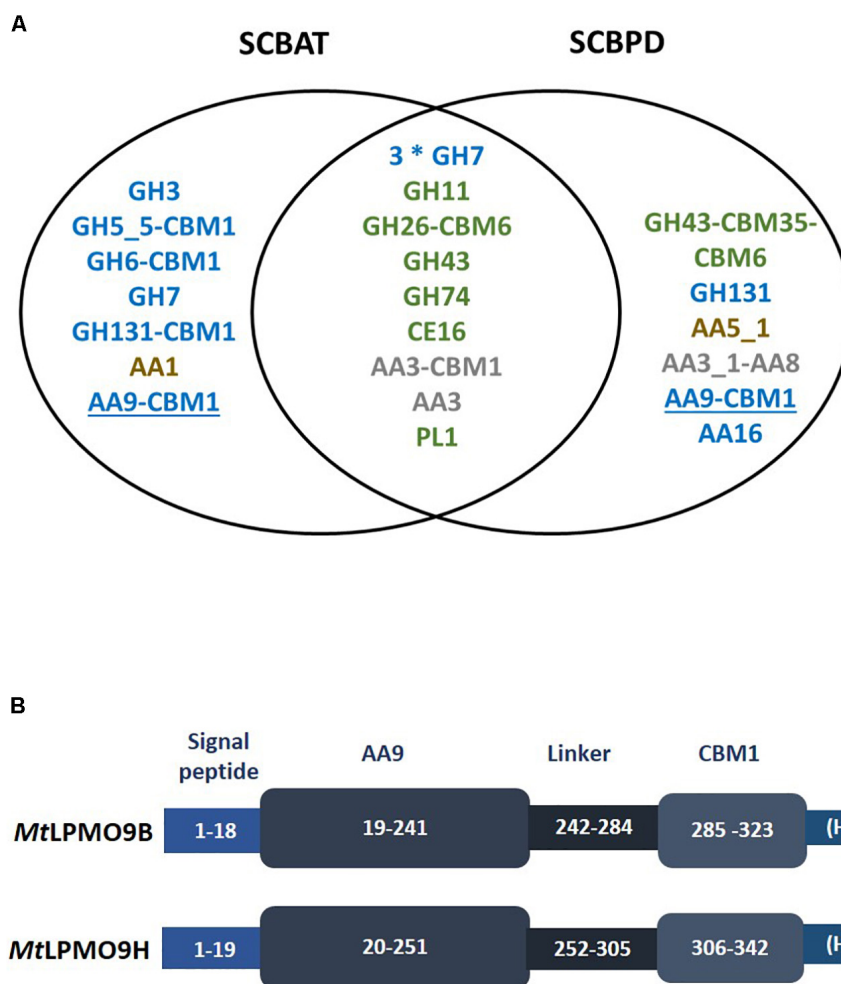 A
SCBAT SCBPD
GH3
GH5_5-CBM1
GH6-CBM1
GH7
GH131-CBM1
AA1
AA9-CBM1
3 * GH7
GH11
GH26-CBM6
GH43
GH74
CE16
AA3-CBM1
AA3
PL1
GH43-CBM35-
CBM6
GH131
AA5_1
AA3_1-AA8
AA9-CBM1
AA16
B
Signal
peptide
AA9
Linker
CBM1
MtLPMO9B 1-18 19-241 242-284 285 -323 (H
MtLPMO9H 1-19 20-251 252-305 306-342 (H